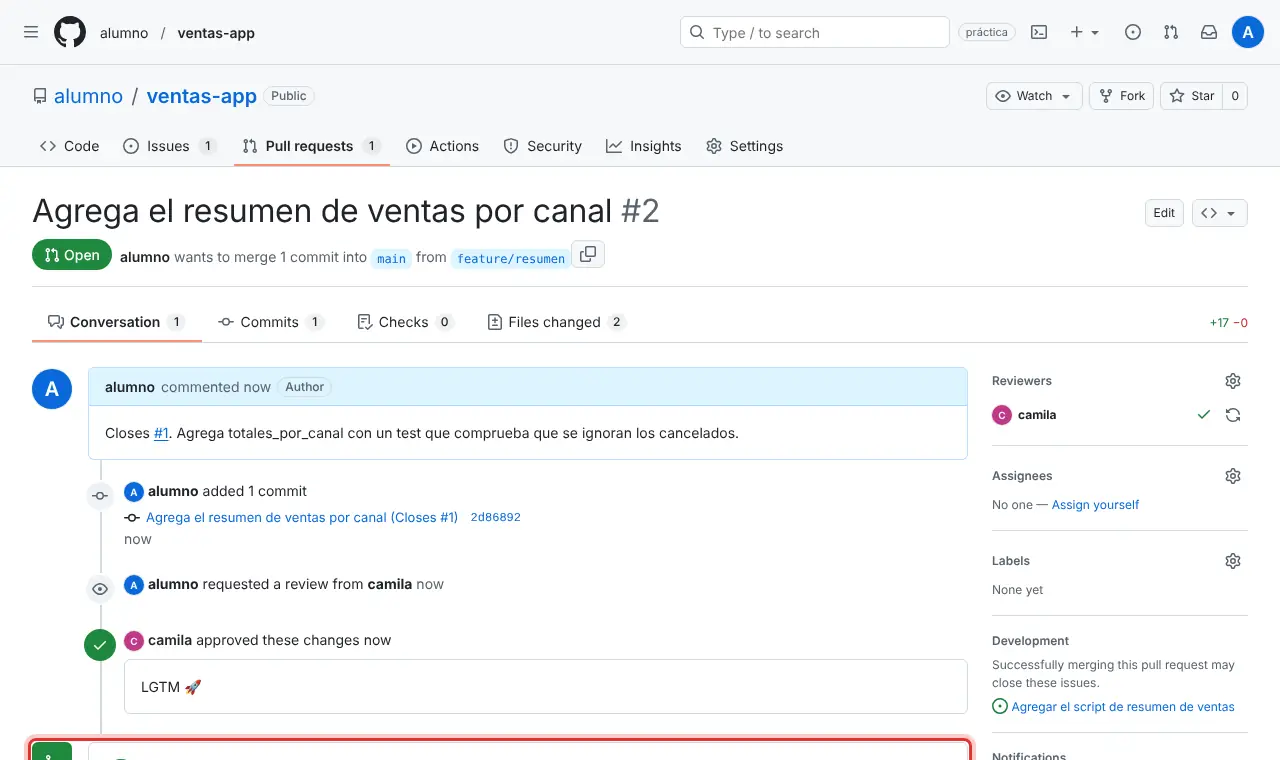 alumno / ventas-app
Type / to search
práctica
A
alumno / ventas-app Public
Watch
Fork
Star 0
Code
Issues 1
Pull requests 1
Actions
Security
Insights
Settings
Agrega el resumen de ventas por canal #2
Edit
Open
alumno wants to merge 1 commit into main from feature/resumen
Conversation 1
Commits 1
Checks 0
Files changed 2
+17 −0
A
alumno commented now Author
Closes #1. Agrega totales_por_canal con un test que comprueba que se ignoran los cancelados.
A alumno added 1 commit
Agrega el resumen de ventas por canal (Closes #1) 2d86892
now
A alumno requested a review from camila now
C camila approved these changes now
LGTM 🚀
Reviewers
C camila
Assignees
No one — Assign yourself
Labels
None yet
Development
Successfully merging this pull request may
close these issues.
Agregar el script de resumen de ventas
Notifications